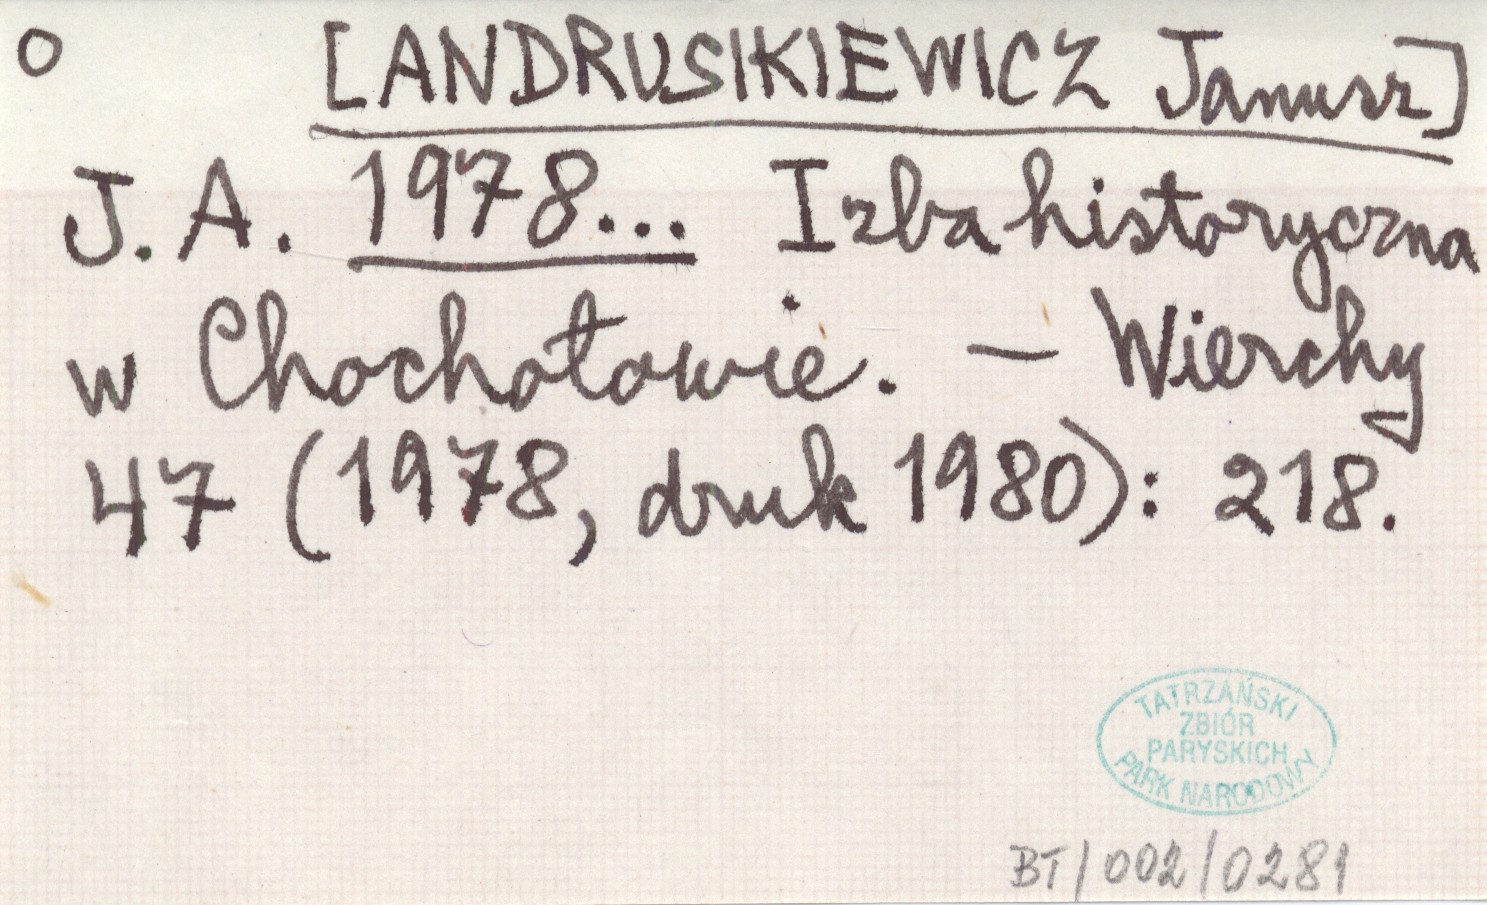 o [ANDRUSIKIEWICZ Janusz]
J. A. 1978... Izba historyczna
w Chochołowie. — Wierchy
47 (1978, druk 1980): 218.
TATRZAŃSKI
ZBIÓR
PARYSKICH
PARK NARODOWY
BT/002/0281